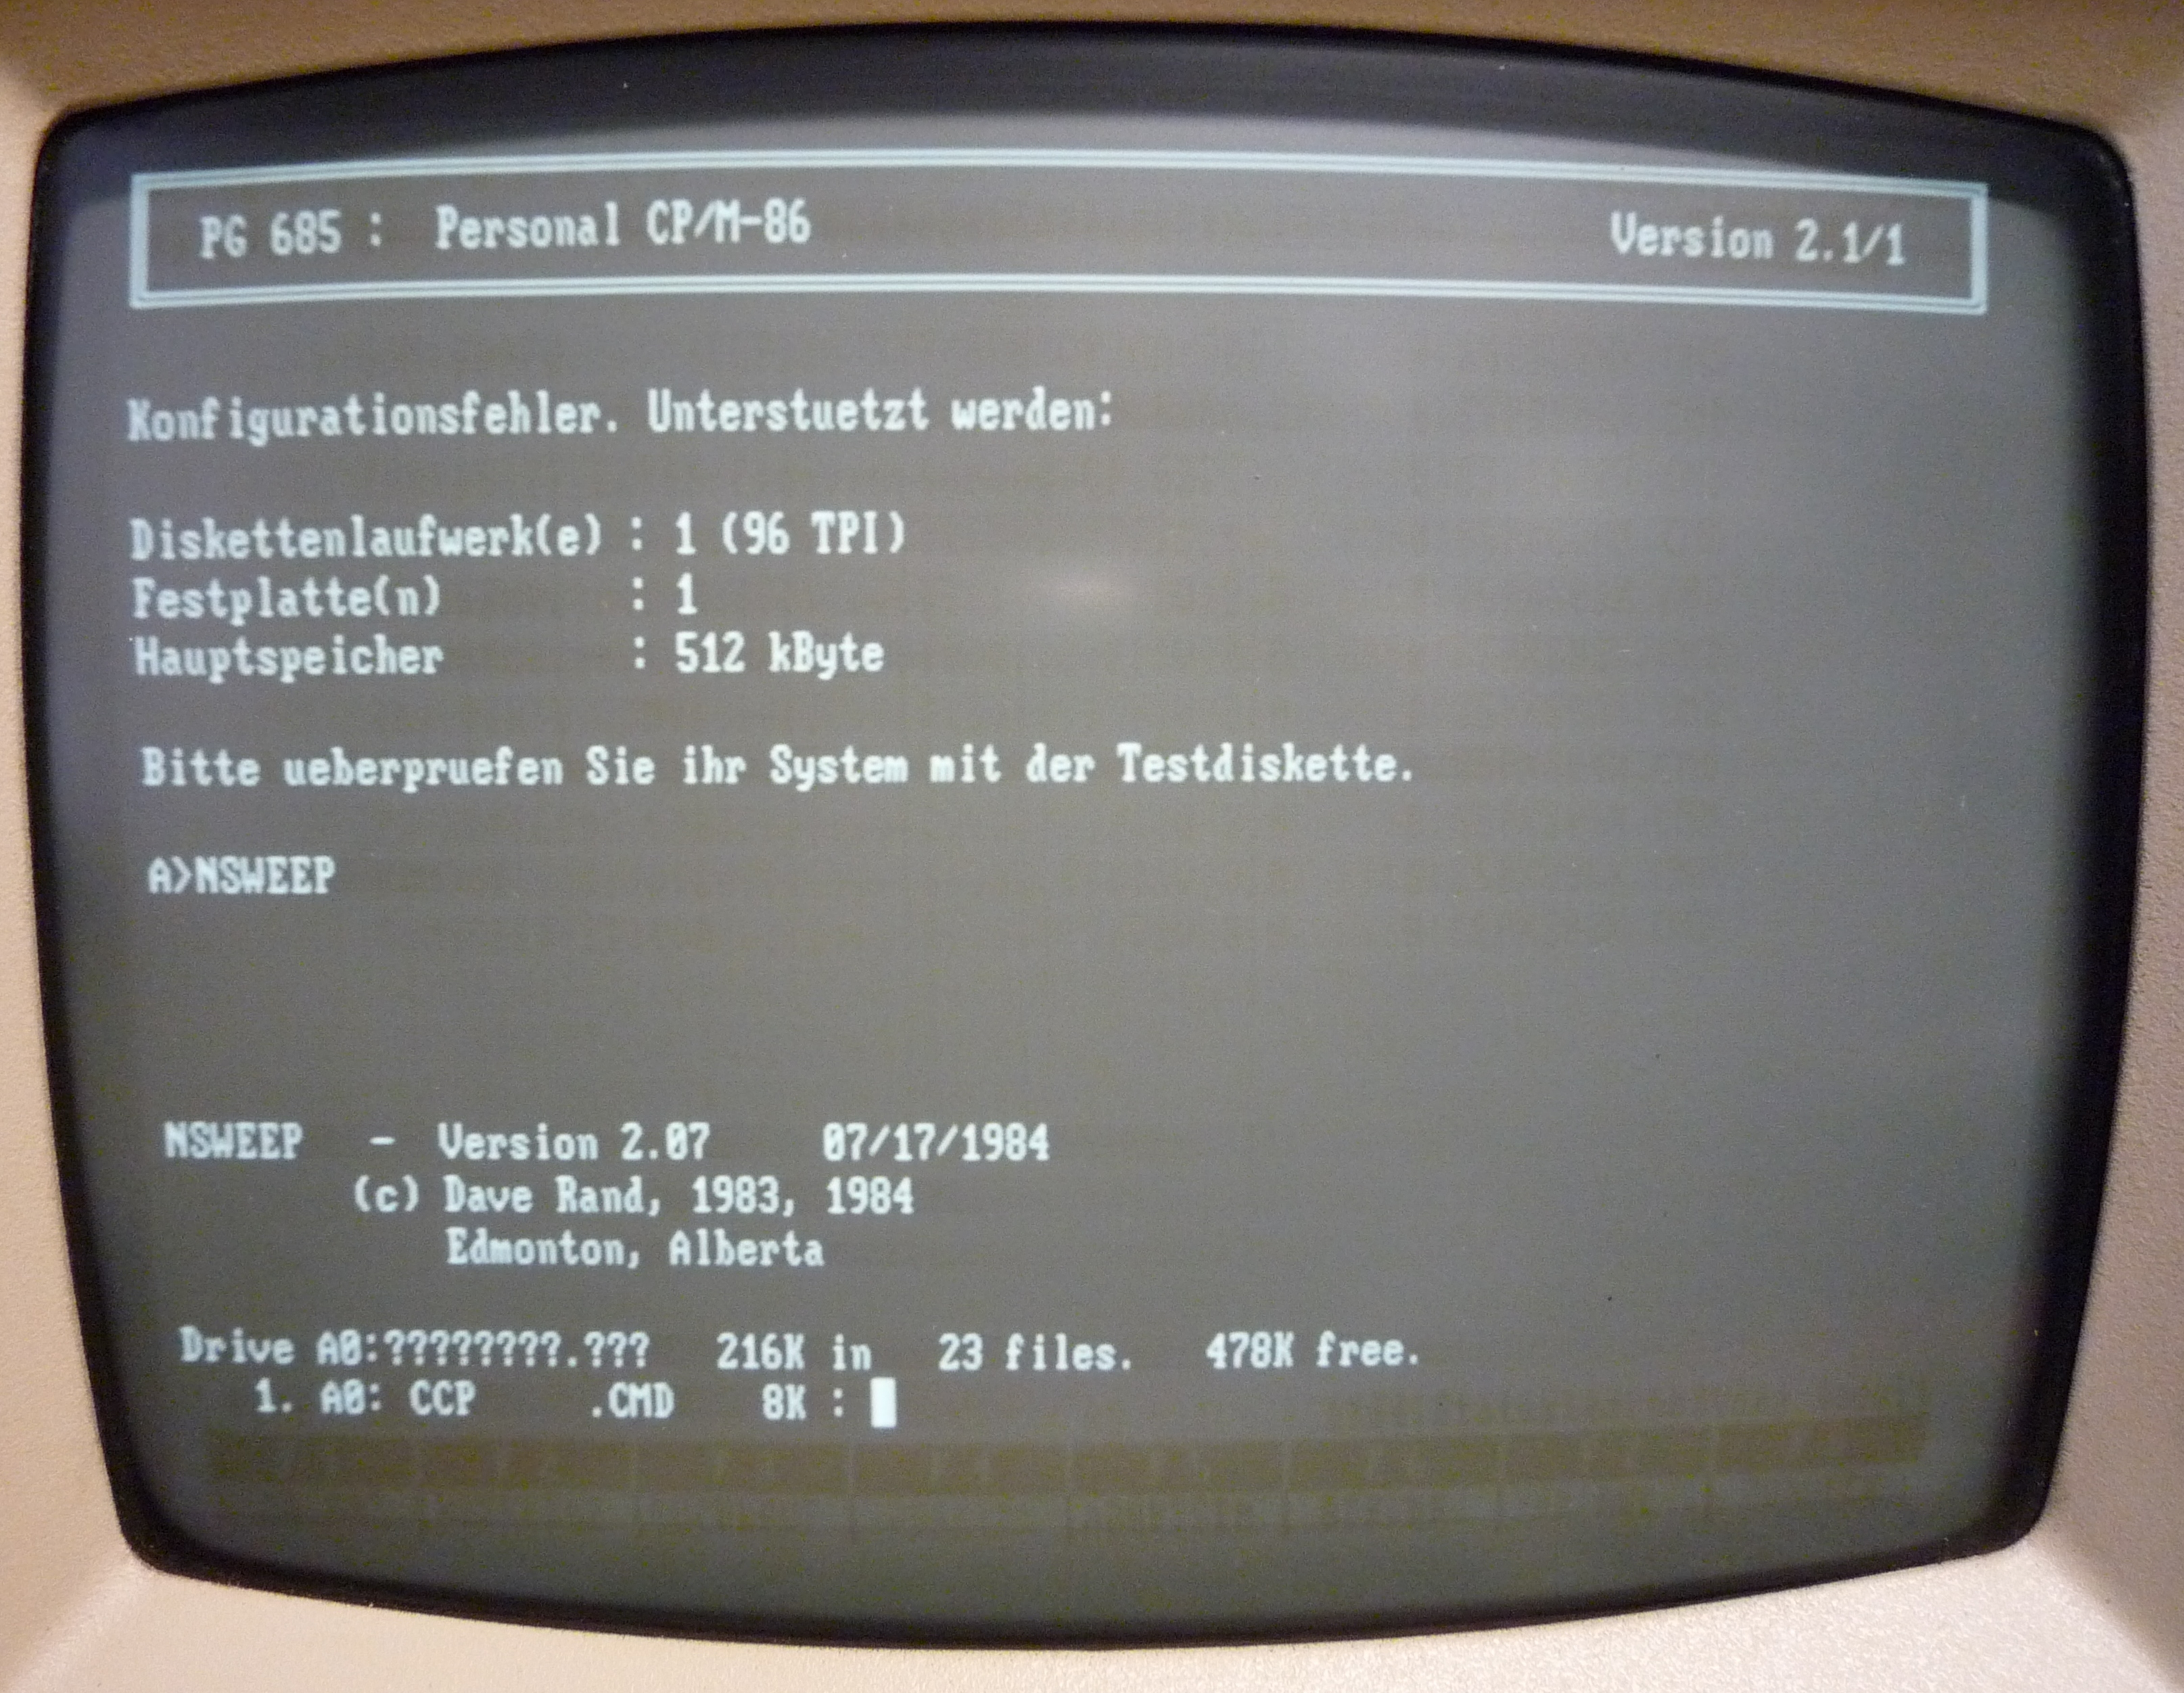 PG 685 : Personal CP/M-86 Version 2.1/1
Konfigurationsfehler. Unterstuetzt werden:
Diskettenlaufwerk(e) : 1 (96 TPI)
Festplatte(n) : 1
Hauptspeicher : 512 kByte
Bitte ueberpruefen Sie ihr System mit der Testdiskette.
A>NSWEEP
NSWEEP - Version 2.07 07/17/1984
(c) Dave Rand, 1983, 1984
Edmonton, Alberta
Drive A0:????????.??? 216K in 23 files. 478K free.
1. A0: CCP .CMD 8K :